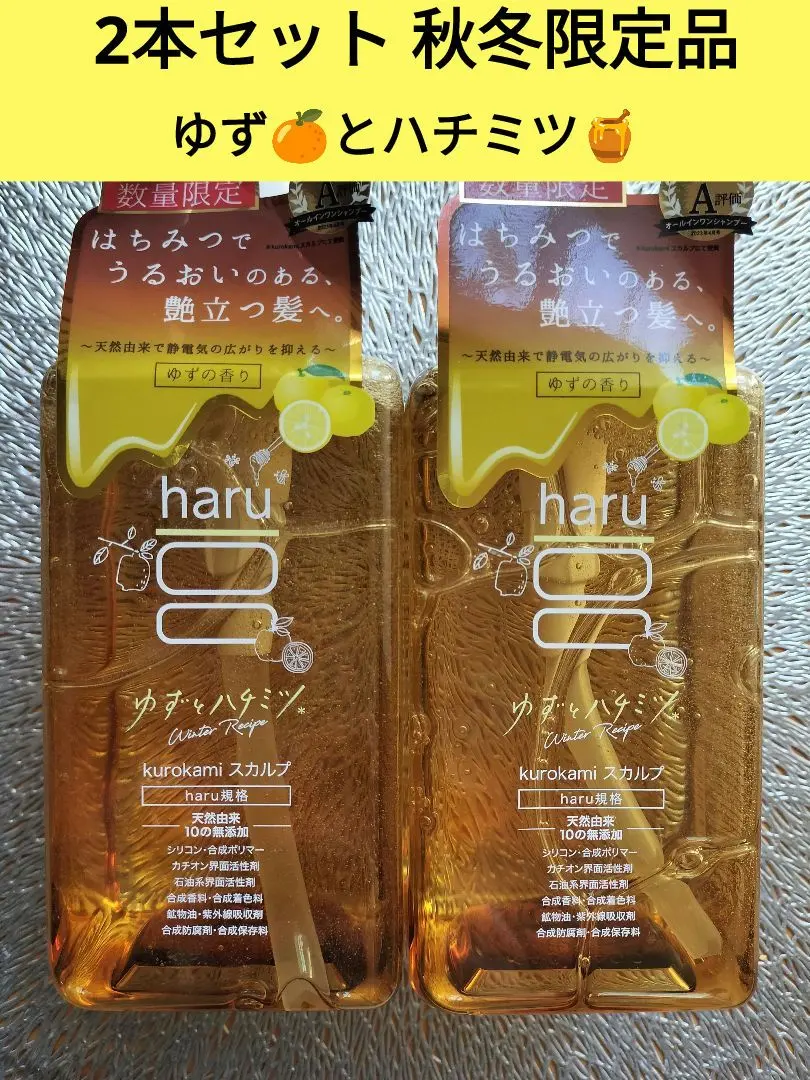 2本セット 秋冬限定品
ゆず🍊とハチミツ🍯
数量限定
A評価
オールインワンシャンプー
はちみつで
うるおいのある、
艶立つ髪へ。
～天然由来で静電気の広がりを抑える～
ゆずの香り
haru
100
ゆずとハチミツ*
Winter Recipe
kurokami スカルプ
haru規格
天然由来
10の無添加
シリコン・合成ポリマー
カチオン界面活性剤
石油系界面活性剤
合成香料・合成着色料
鉱物油・紫外線吸収剤
合成防腐剤・合成保存料
数量限定
A評価
オールインワンシャンプー
はちみつで
うるおいのある、
艶立つ髪へ。
～天然由来で静電気の広がりを抑える～
ゆずの香り
haru
100
ゆずとハチミツ*
Winter Recipe
kurokami スカルプ
haru規格
天然由来
10の無添加
シリコン・合成ポリマー
カチオン界面活性剤
石油系界面活性剤
合成香料・合成着色料
鉱物油・紫外線吸収剤
合成防腐剤・合成保存料